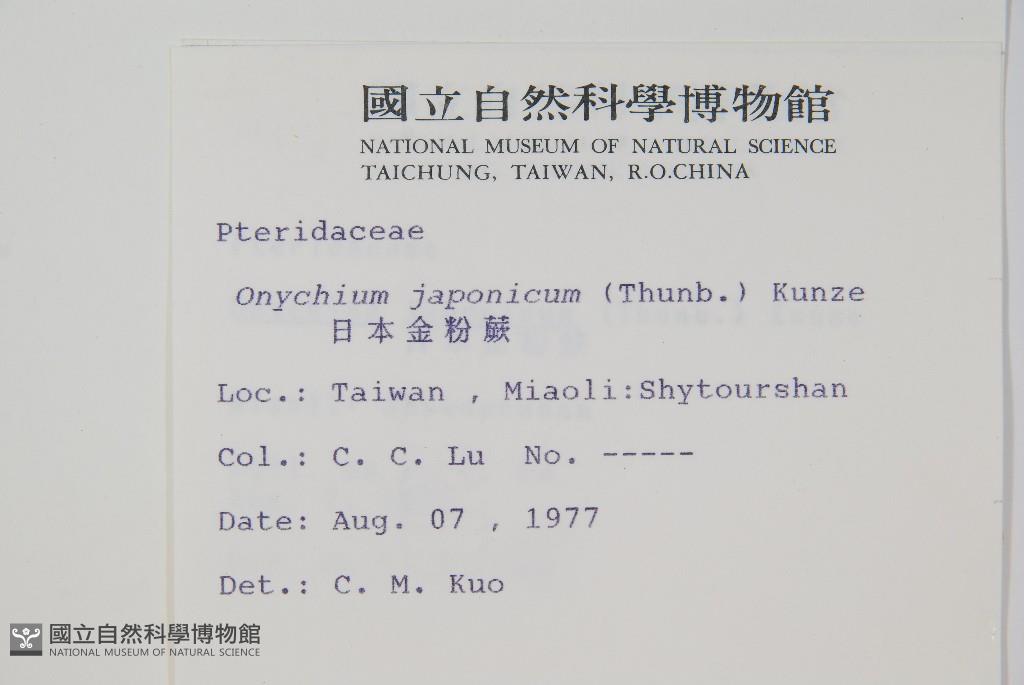 國立自然科學博物館
NATIONAL MUSEUM OF NATURAL SCIENCE
TAICHUNG, TAIWAN, R.O.CHINA
Pteridaceae
Onychium japonicum (Thunb.) Kunze
日本金粉蕨
Loc.: Taiwan , Miaoli:Shytourshan
Col.: C. C. Lu No. -----
Date: Aug. 07 , 1977
Det.: C. M. Kuo
國立自然科學博物館
NATIONAL MUSEUM OF NATURAL SCIENCE